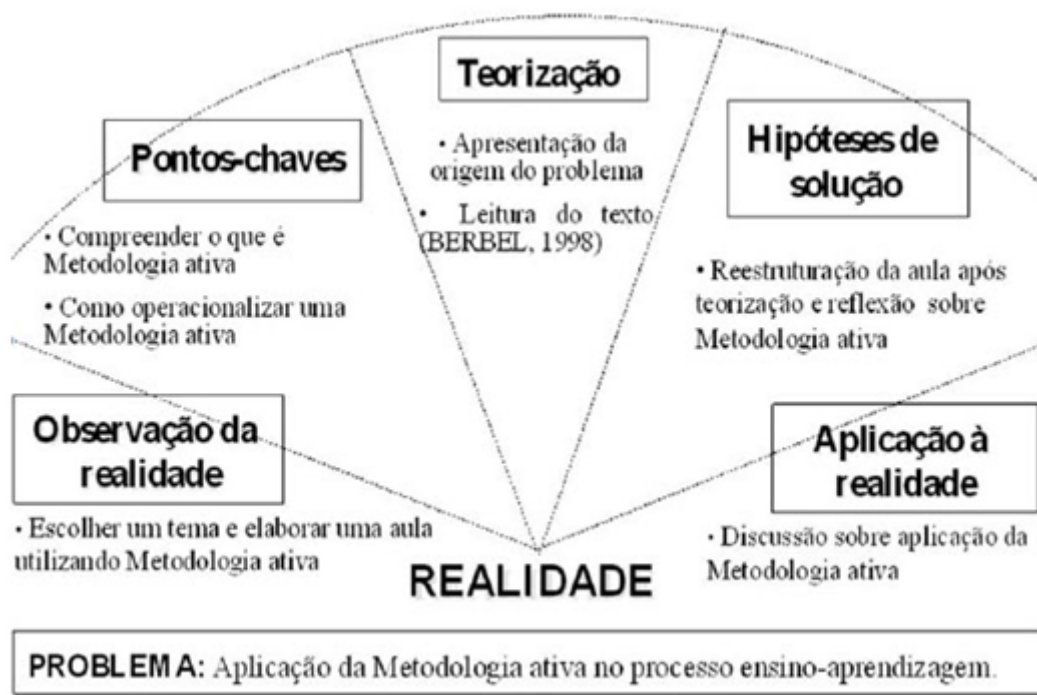 Teorização
• Apresentação da
origem do problema
• Leitura do texto
(BERBEL, 1998)
Pontos-chaves
• Compreender o que é
Metodologia ativa
• Como operacionalizar uma
Metodologia ativa
Hipóteses de
solução
• Reestruturação da aula após
teorização e reflexão sobre
Metodologia ativa
Observação da
realidade
• Escolher um tema e elaborar uma aula
utilizando Metodologia ativa
Aplicação à
realidade
• Discussão sobre aplicação da
Metodologia ativa
REALIDADE
PROBLEMA: Aplicação da Metodologia ativa no processo ensino-aprendizagem.